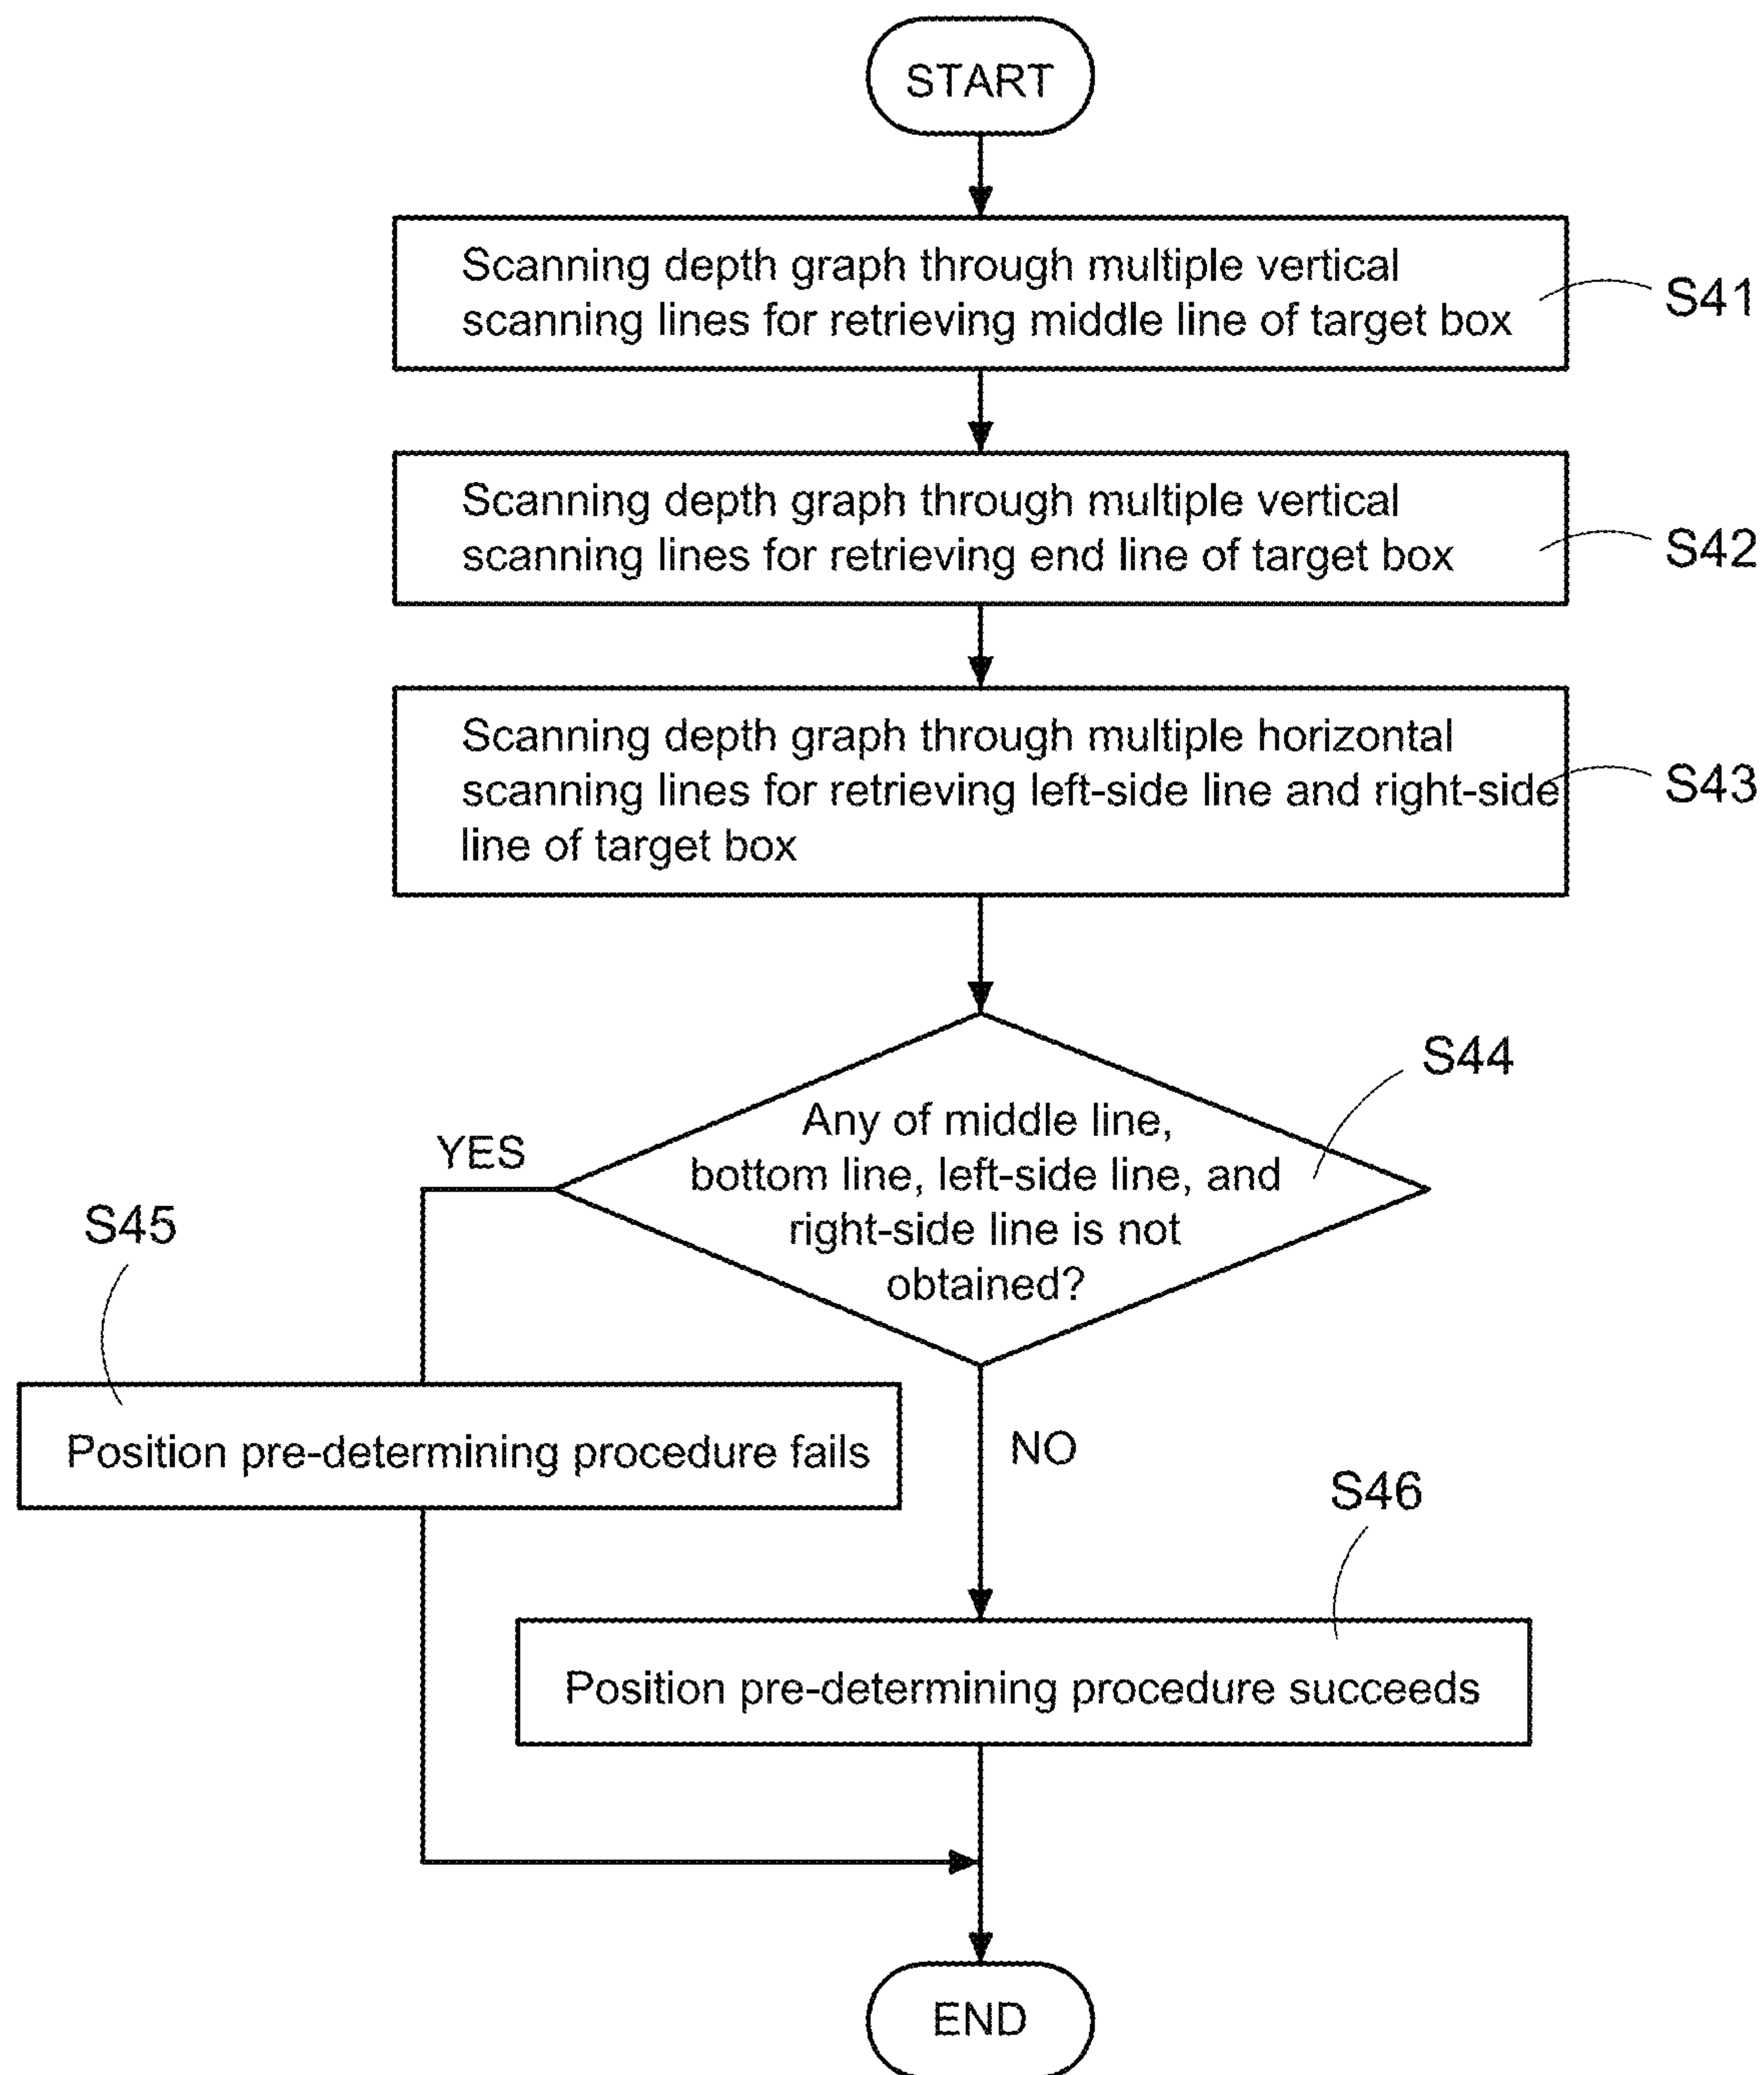 START
Scanning depth graph through multiple vertical
scanning lines for retrieving middle line of target box
S41
Scanning depth graph through multiple vertical
scanning lines for retrieving end line of target box
S42
Scanning depth graph through multiple horizontal
scanning lines for retrieving left-side line and right-side
line of target box
S43
S44
Any of middle line,
bottom line, left-side line, and
right-side line is not
obtained?
YES
S45
Position pre-determining procedure fails
NO
S46
Position pre-determining procedure succeeds
END